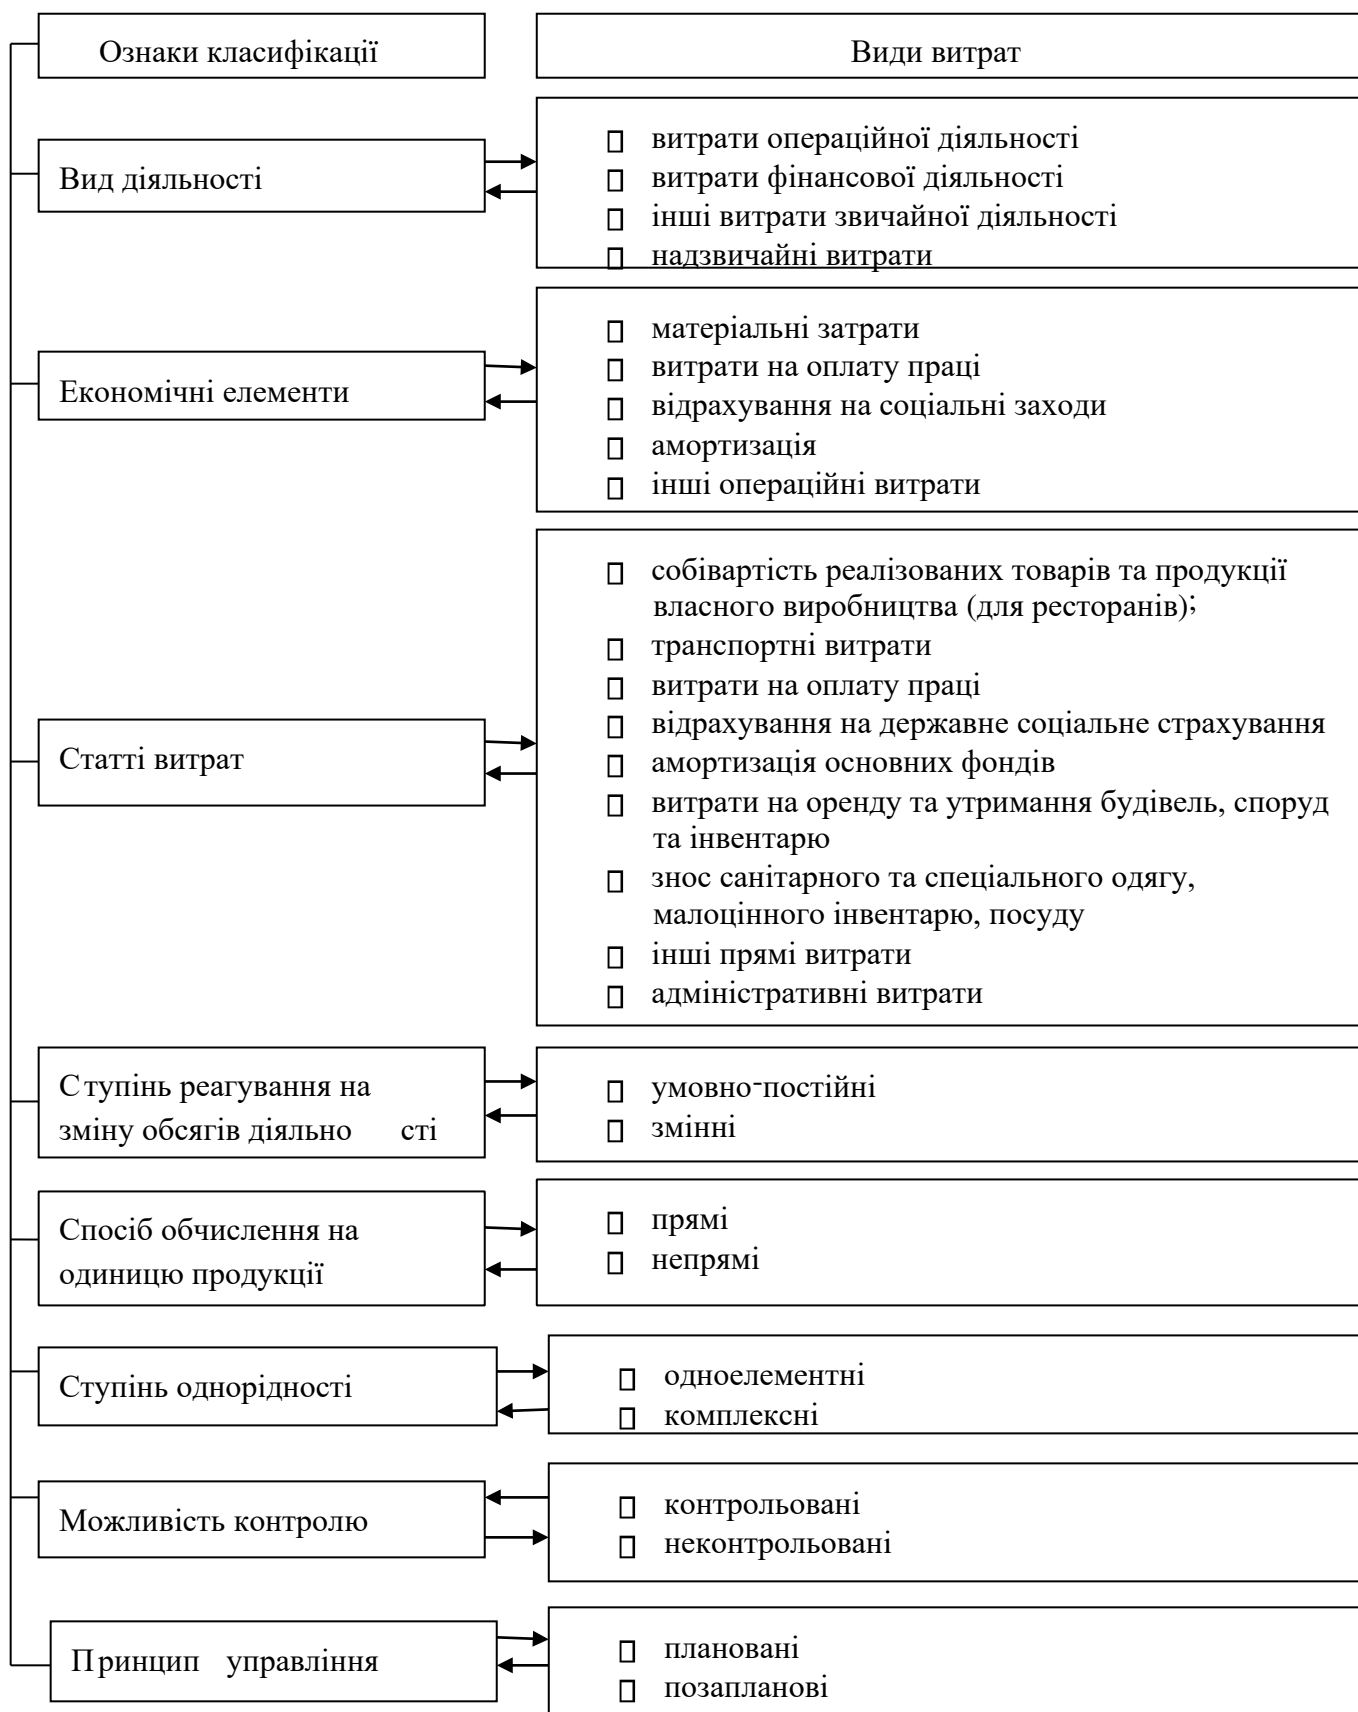 Ознаки класифікації
Види витрат
Вид діяльності
витрати операційної діяльності
витрати фінансової діяльності
інші витрати звичайної діяльності
надзвичайні витрати
Економічні елементи
матеріальні затрати
витрати на оплату праці
відрахування на соціальні заходи
амортизація
інші операційні витрати
Статті витрат
собівартість реалізованих товарів та продукції
власного виробництва (для ресторанів);
транспортні витрати
витрати на оплату праці
відрахування на державне соціальне страхування
амортизація основних фондів
витрати на оренду та утримання будівель, споруд
та інвентарю
знос санітарного та спеціального одягу,
малоцінного інвентарю, посуду
інші прямі витрати
адміністративні витрати
Ступінь реагування на
зміну обсягів діяльно сті
умовно-постійні
змінні
Спосіб обчислення на
одиницю продукції
прямі
непрямі
Ступінь однорідності
одноелементні
комплексні
Можливість контролю
контрольовані
неконтрольовані
Принцип управління
плановані
позапланові